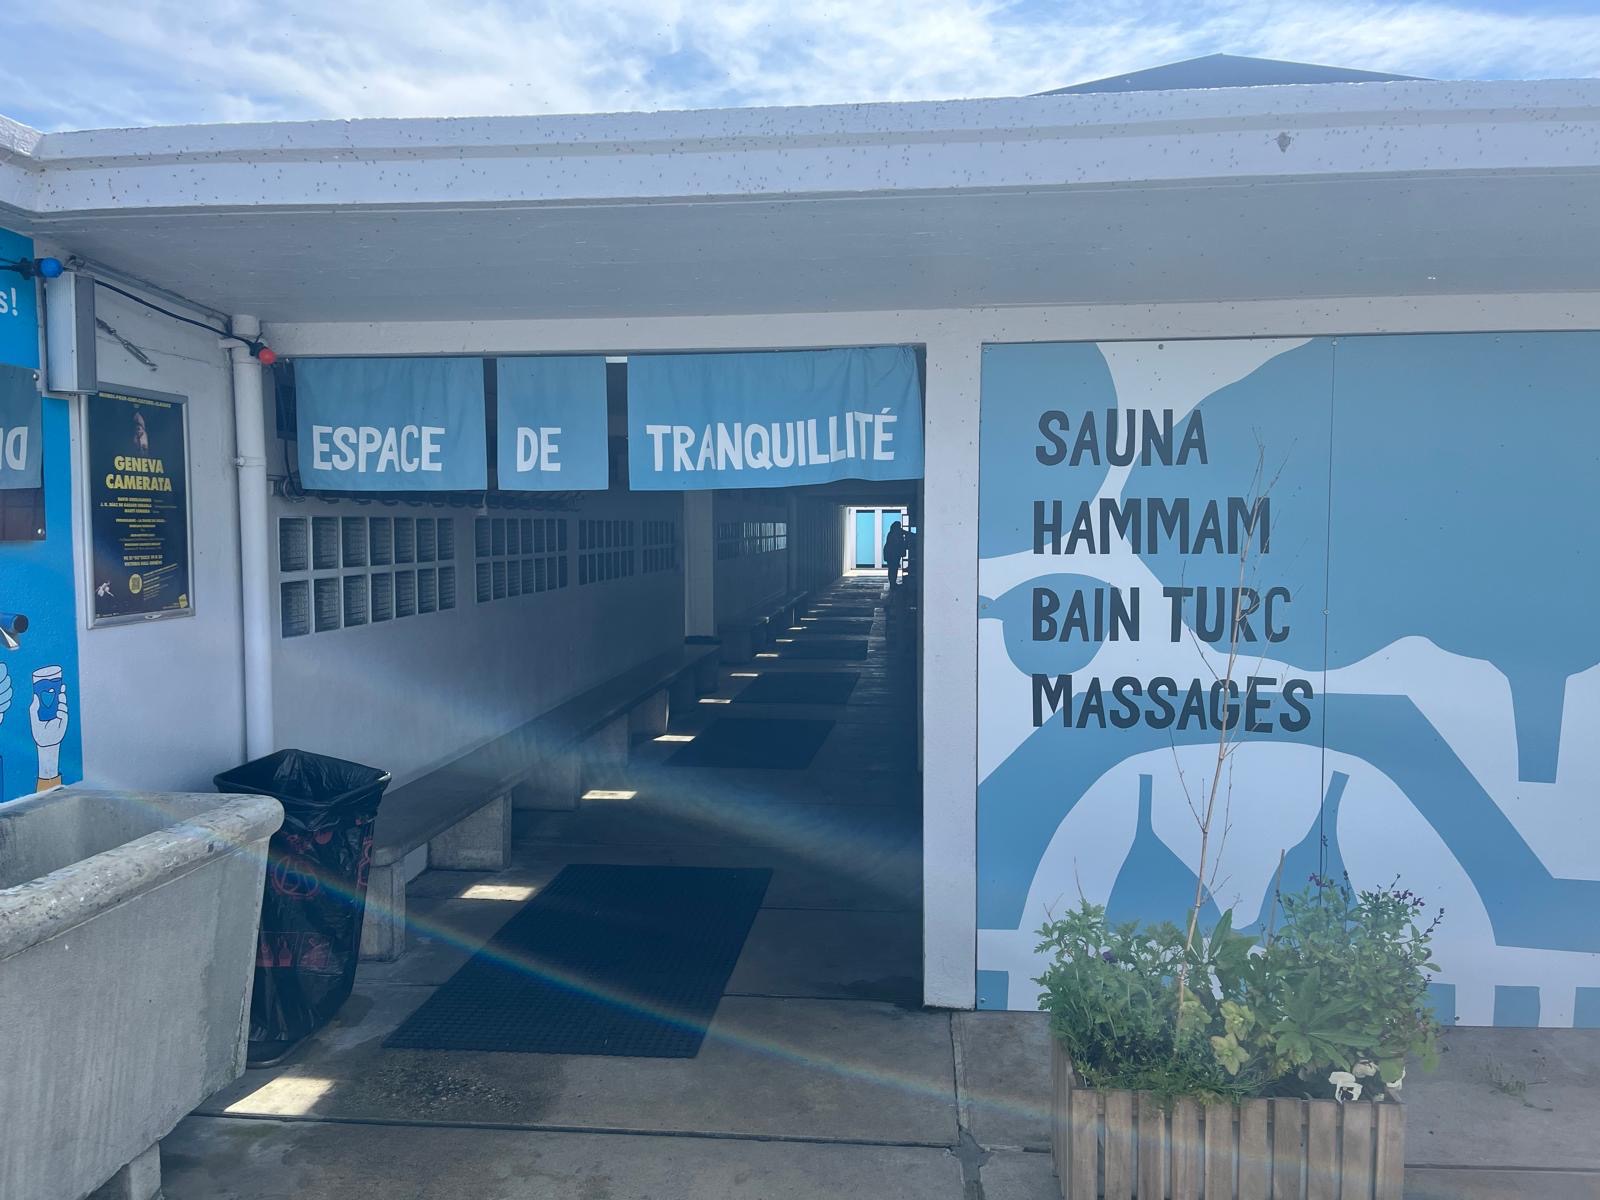 s!
ESPACE DE TRANQUILLITÉ
SAUNA
HAMMAM
BAIN TURC
MASSAGES
GENEVA
CAMERATA